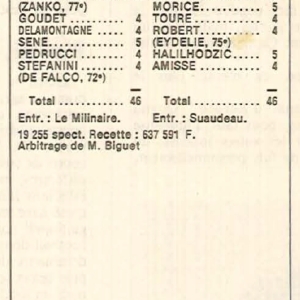 (ZANKO, 77e) MORICE.......... 5
GOUDET ......... 4 TOURE .......... 4
DELAMONTAGNE .. 4 ROBERT.......... 4
SENE............ 5 (EYDELIE, 75e)
PEDRUCCI ....... 4 HALILHODZIC..... 5
STEFANINI ...... 4 AMISSE .......... 4
(DE FALCO, 72e)
Total .......... 46 Total .......... 46
Entr. : Le Milinaire. Entr. : Suaudeau.
19 255 spect. Recette : 537 591 F.
Arbitrage de M. Biguet